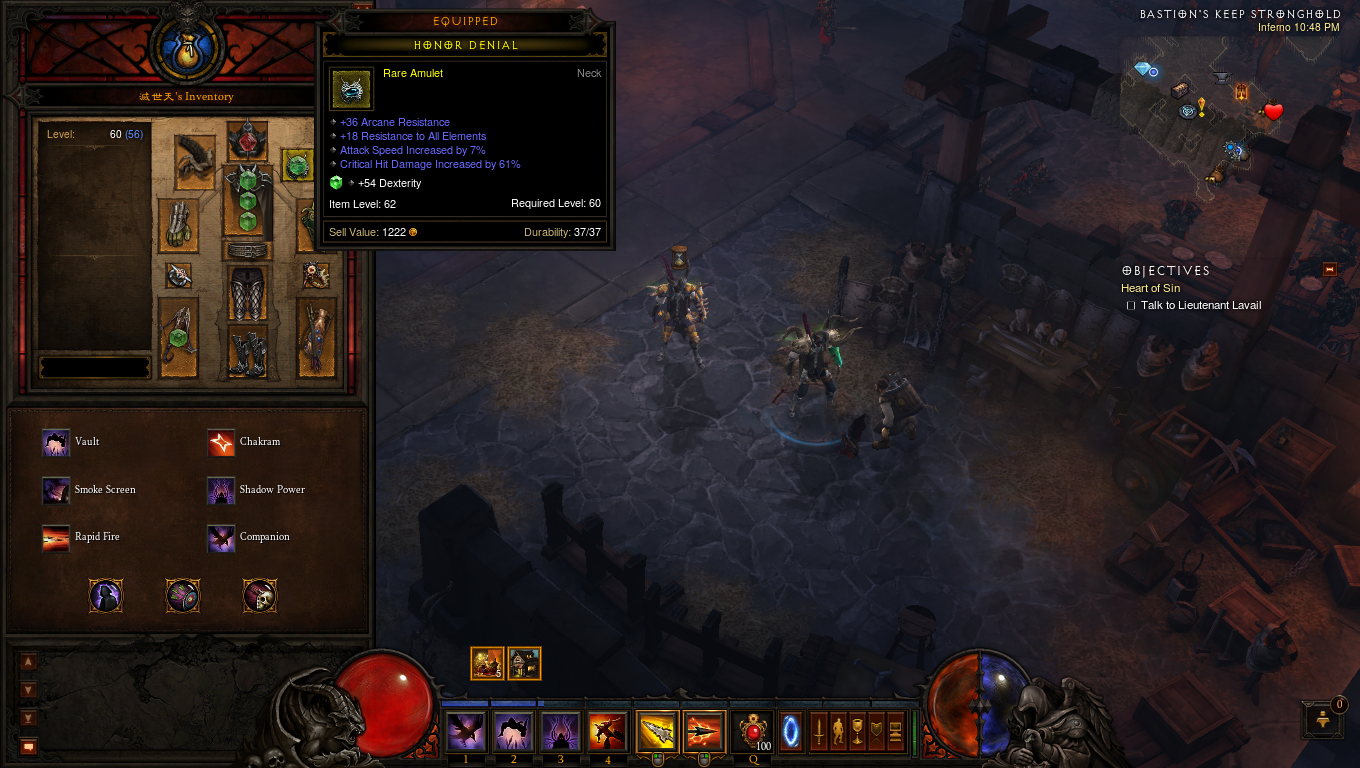 EQUIPPED
HONOR DENIAL
Rare Amulet
Neck
+36 Arcane Resistance
+18 Resistance to All Elements
Attack Speed Increased by 7%
Critical Hit Damage Increased by 61%
+54 Dexterity
Item Level: 62
Required Level: 60
Sell Value: 1222
Durability: 37/37
滅世天's Inventory
Level: 60 (56)
Vault
Chakram
Smoke Screen
Shadow Power
Rapid Fire
Companion
BASTION'S KEEP STRONGHOLD
Inferno 10:48 PM
OBJECTIVES
Heart of Sin
Talk to Lieutenant Lavail
5
100
1
2
3
4
Q
0